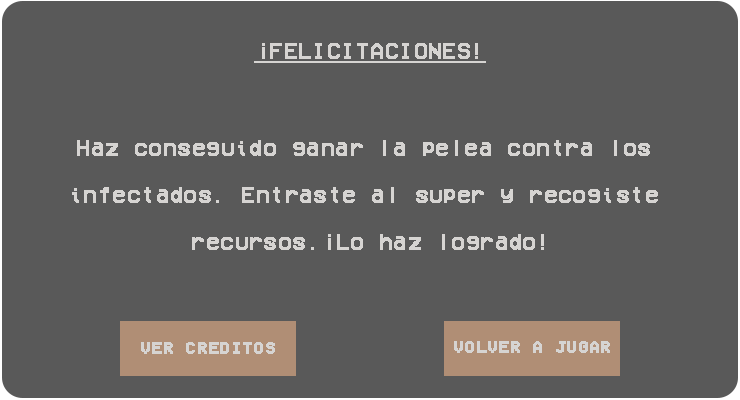 ¡FELICITACIONES!
Haz conseguido ganar la pelea contra los
infectados. Entraste al super y recogiste
recursos.¡Lo haz logrado!
VER CREDITOS
VOLVER A JUGAR